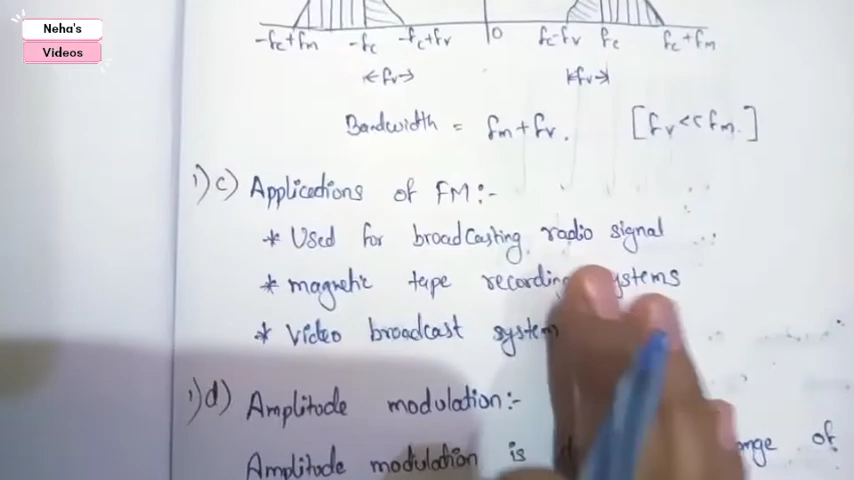 Neha's
Videos
-fc+fm -fc -fc+fv 0 fc-fv fc fc+fm
←fv→ ←fv→
Bandwidth = fm+fv. [fv<<fm.]
1)c) Applications of FM:-
* Used for broadcasting radio signal
* magnetic tape recording systems
* Video broadcast system
1)d) Amplitude modulation:-
Amplitude modulation is of